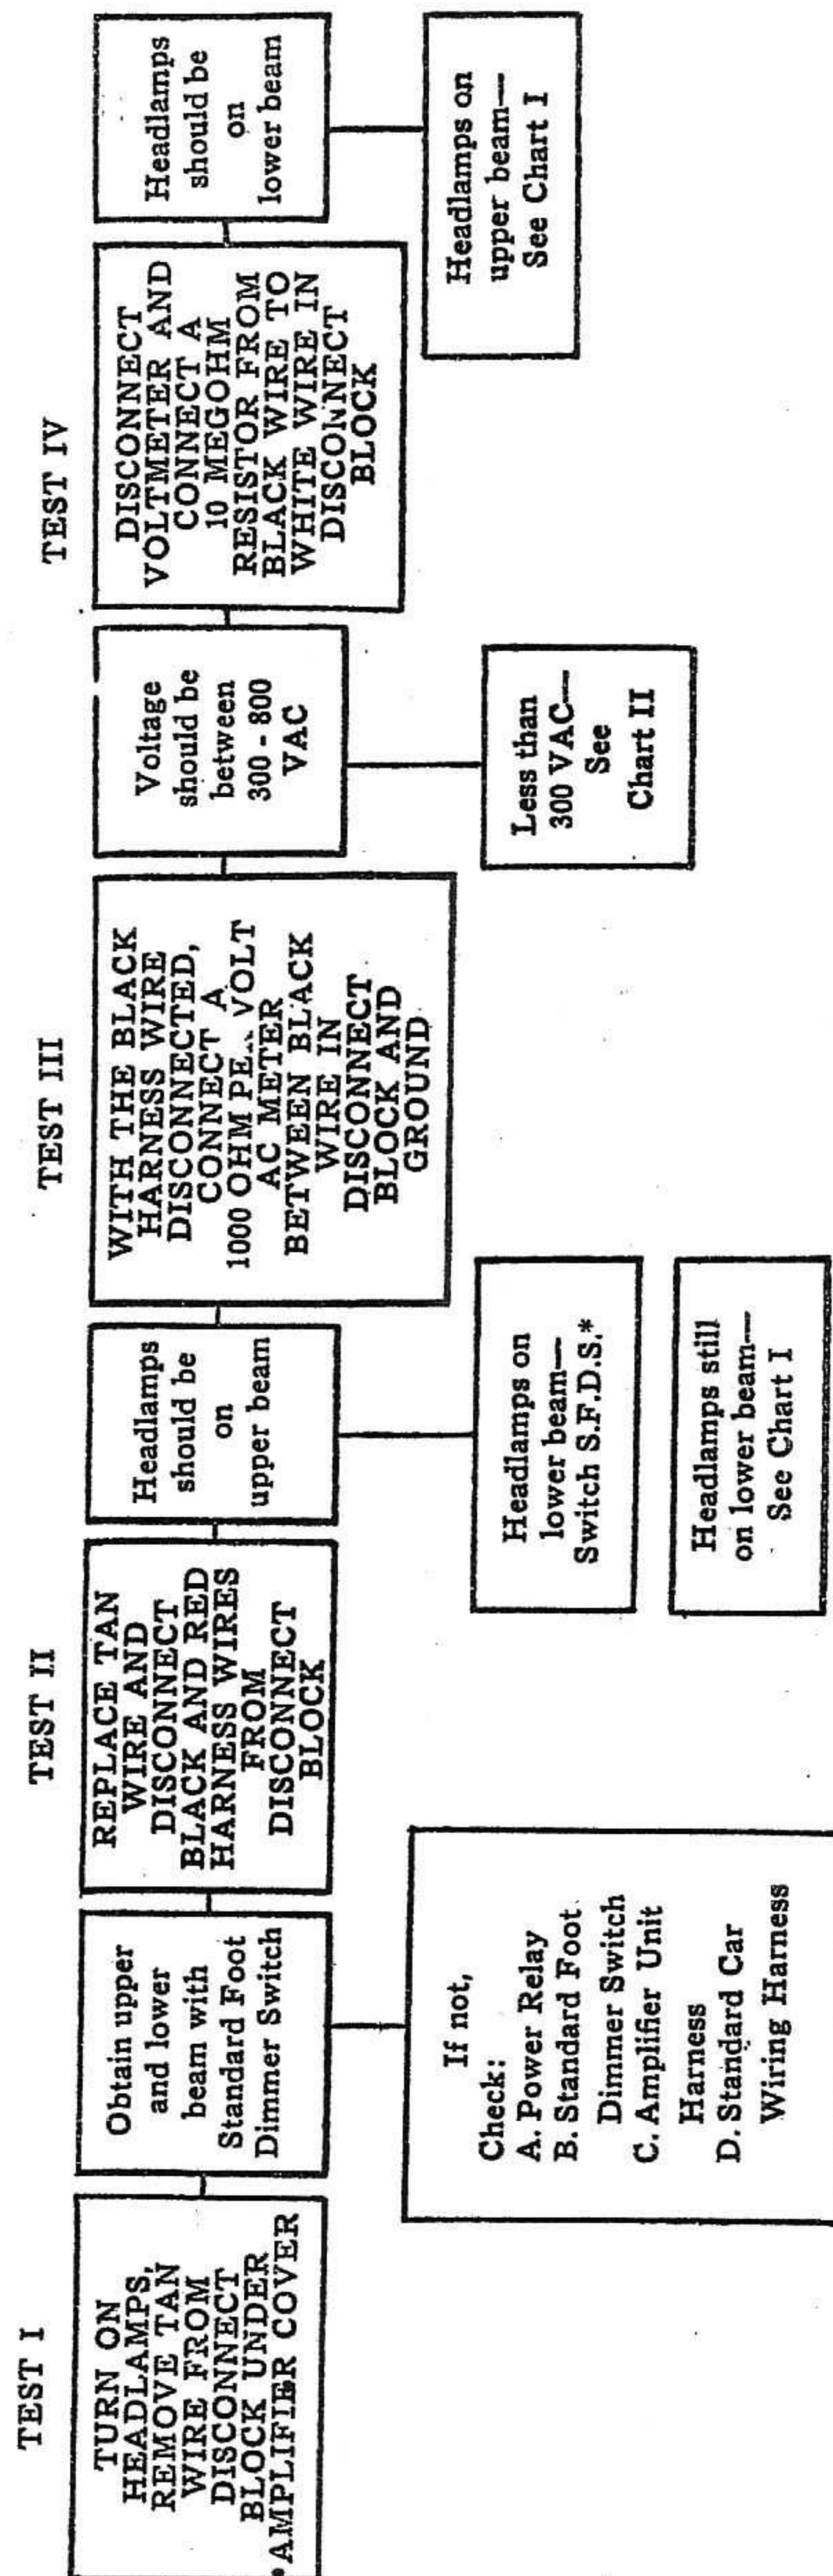 TEST I
TURN ON
HEADLAMPS,
REMOVE TAN
WIRE FROM
DISCONNECT
BLOCK UNDER
AMPLIFIER COVER
Obtain upper
and lower
beam with
Standard Foot
Dimmer Switch
If not,
Check:
A. Power Relay
B. Standard Foot
Dimmer Switch
C. Amplifier Unit
Harness
D. Standard Car
Wiring Harness
TEST II
REPLACE TAN
WIRE AND
DISCONNECT
BLACK AND RED
HARNESS WIRES
FROM
DISCONNECT
BLOCK
Headlamps
should be
on
upper beam
Headlamps on
lower beam—
Switch S.F.D.S.*
Headlamps still
on lower beam—
See Chart I
TEST III
WITH THE BLACK
HARNESS WIRE
DISCONNECTED,
CONNECT A
1000 OHM VOLT
AC METER
BETWEEN BLACK
WIRE IN
DISCONNECT
BLOCK AND
GROUND
Voltage
should be
between
300 - 800
VAC
Less than
300 VAC—
See
Chart II
TEST IV
DISCONNECT
VOLTMETER AND
CONNECT A
10 MEGOHM
RESISTOR FROM
BLACK WIRE TO
WHITE WIRE IN
DISCONNECT
BLOCK
Headlamps
should be
on
lower beam
Headlamps on
upper beam—
See Chart I